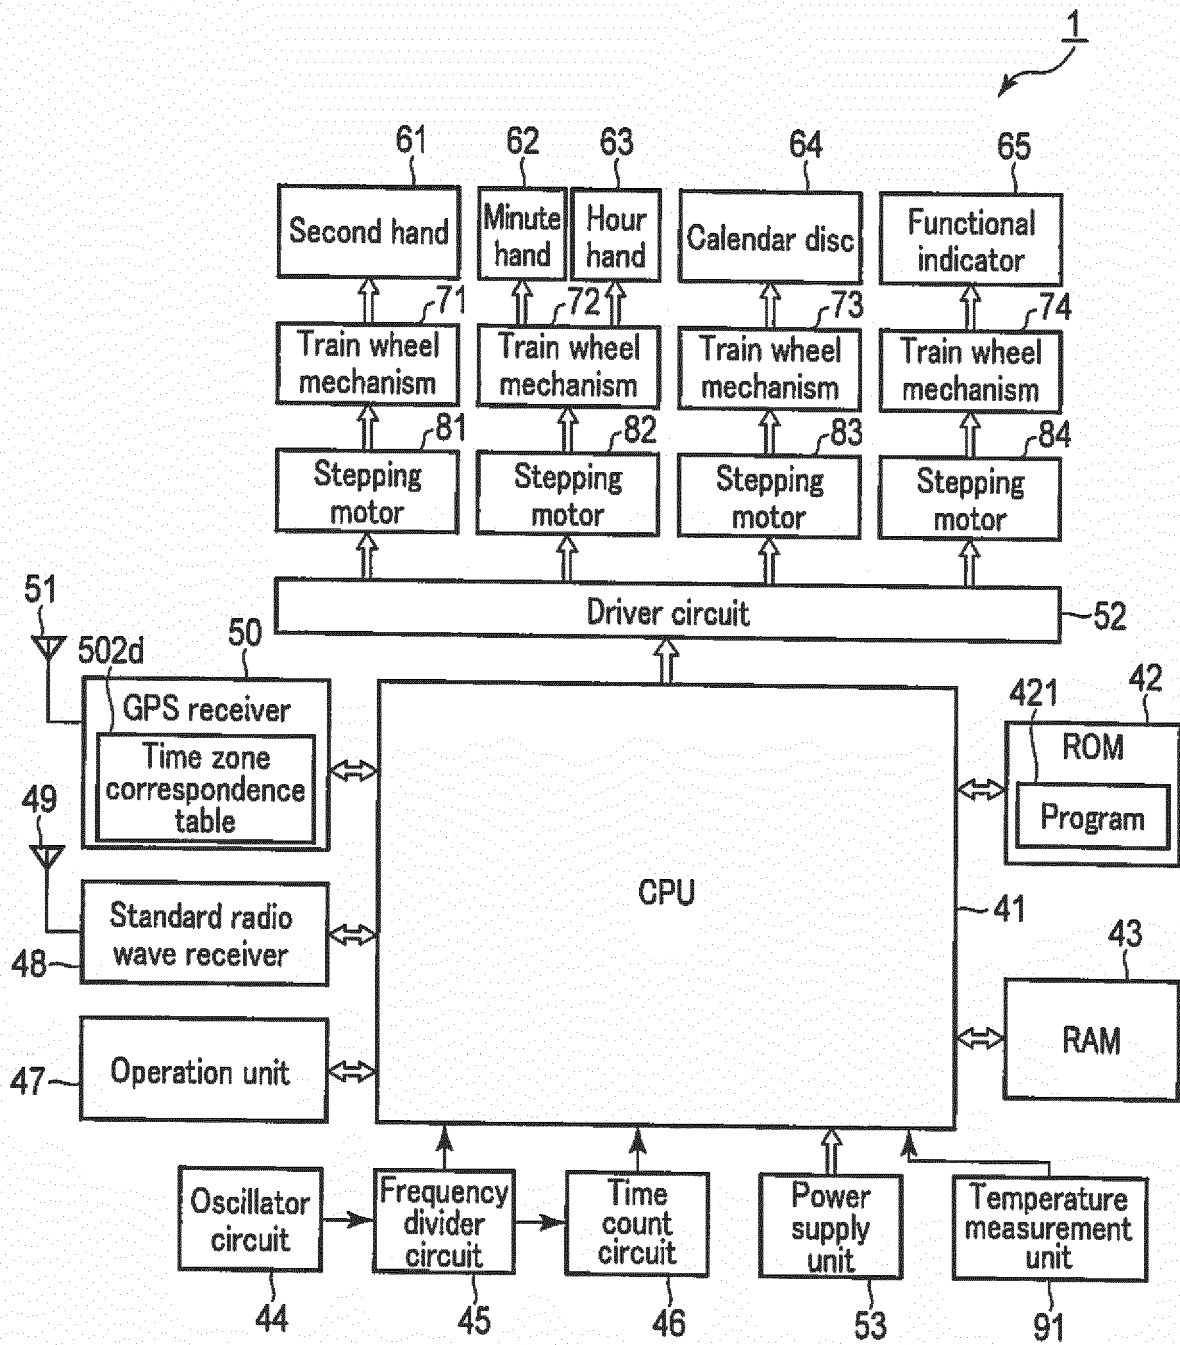 1
61
62
63
64
65
Second hand
Minute
hand
Hour
hand
Calendar disc
Functional
indicator
71
72
73
74
Train wheel
mechanism
Train wheel
mechanism
Train wheel
mechanism
Train wheel
mechanism
81
82
83
84
Stepping
motor
Stepping
motor
Stepping
motor
Stepping
motor
Driver circuit
52
51
50
502d
GPS receiver
Time zone
correspondence
table
49
Standard radio
wave receiver
48
Operation unit
47
CPU
41
42
421
ROM
Program
43
RAM
Oscillator
circuit
Frequency
divider
circuit
Time
count
circuit
Power
supply
unit
Temperature
measurement
unit
44
45
46
53
91